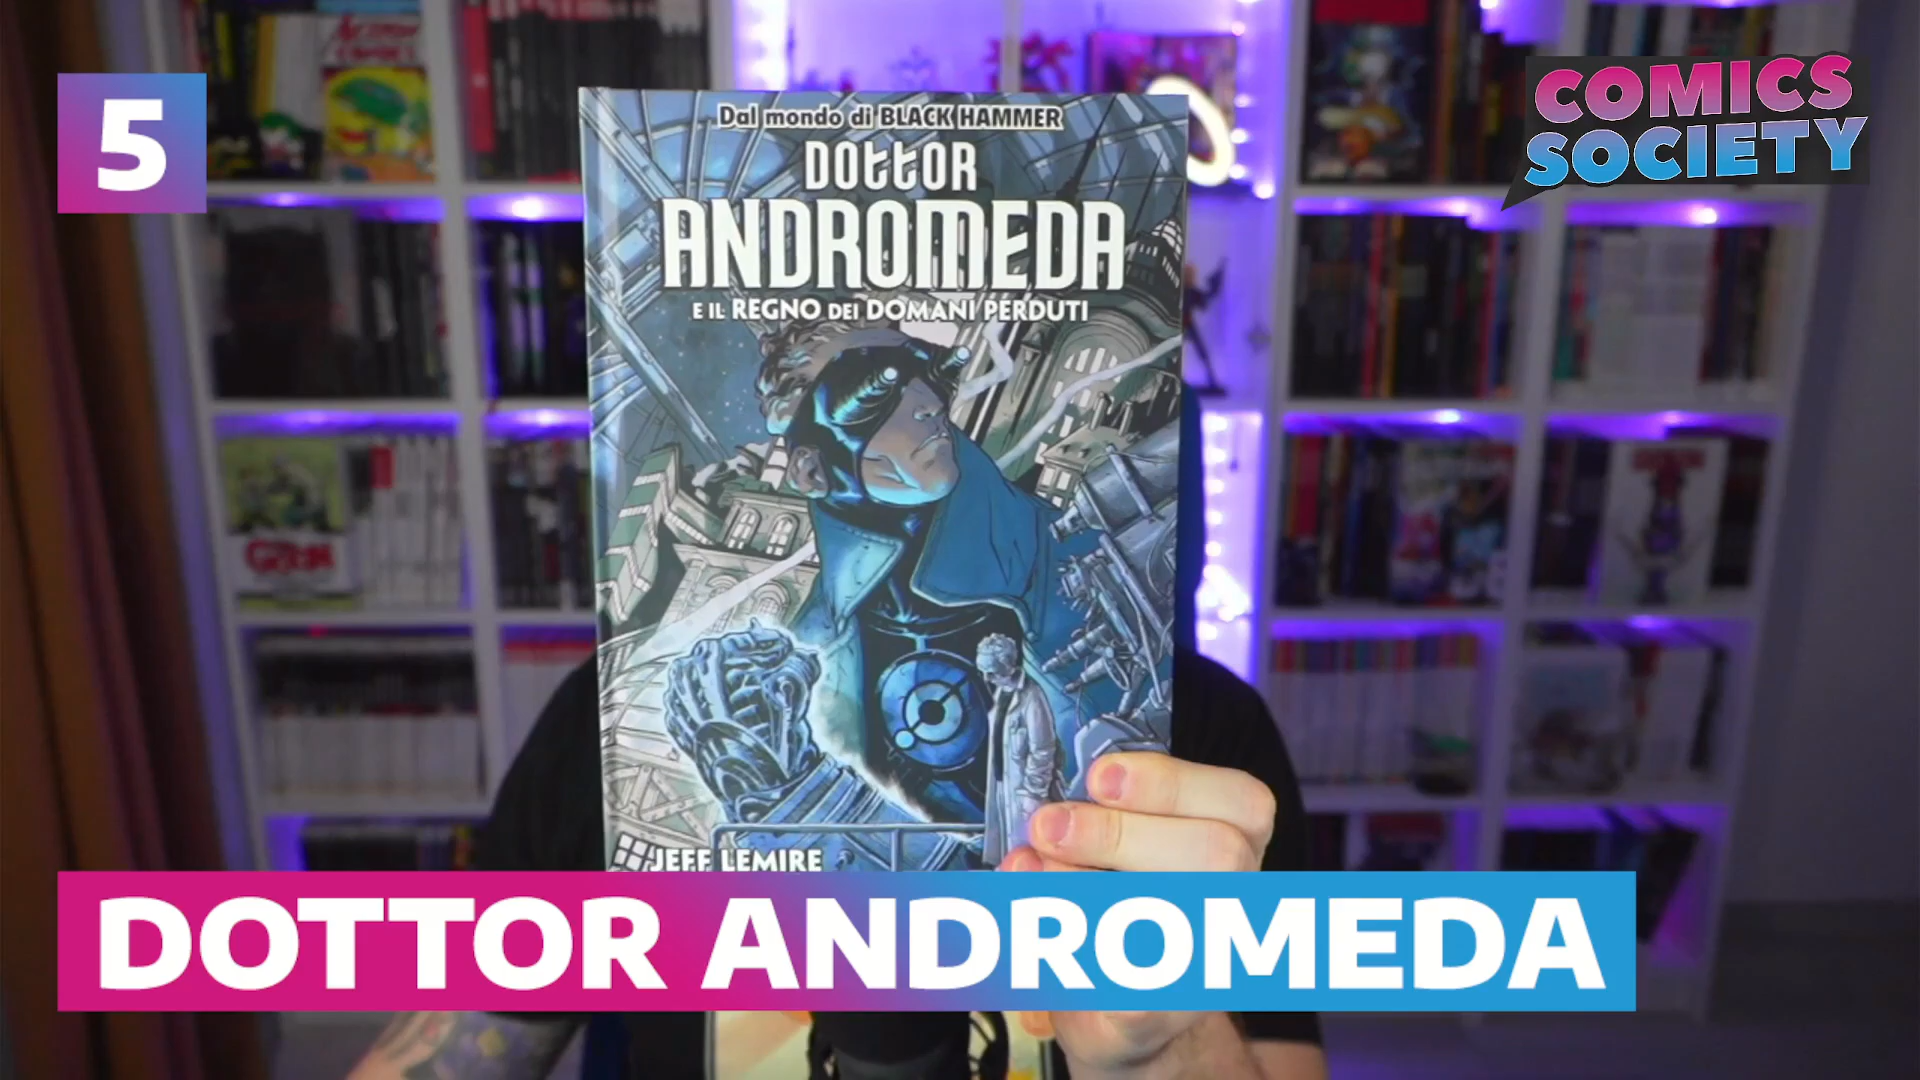 5
COMICS
SOCIETY
Dal mondo di BLACK HAMMER
DOttOR
ANDROMEDA
E IL REGNO DEI DOMANI PERDUTI
JEFF LEMIRE
DOTTOR ANDROMEDA